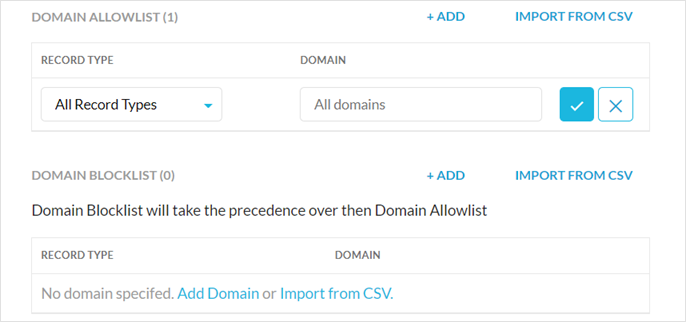 DOMAIN ALLOWLIST (1) + ADD IMPORT FROM CSV
RECORD TYPE DOMAIN
All Record Types All domains
DOMAIN BLOCKLIST (0) + ADD IMPORT FROM CSV
Domain Blocklist will take the precedence over then Domain Allowlist
RECORD TYPE DOMAIN
No domain specifed. Add Domain or Import from CSV.